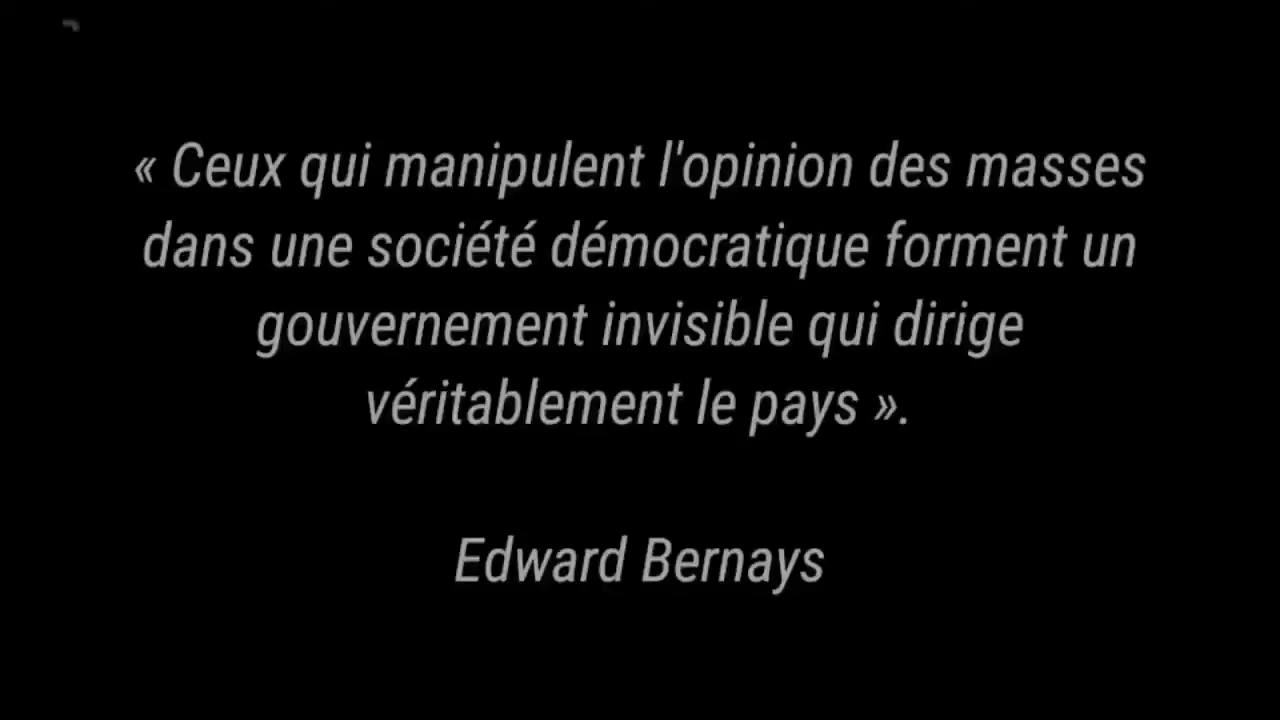 « Ceux qui manipulent l'opinion des masses
dans une société démocratique forment un
gouvernement invisible qui dirige
véritablement le pays ».
Edward Bernays